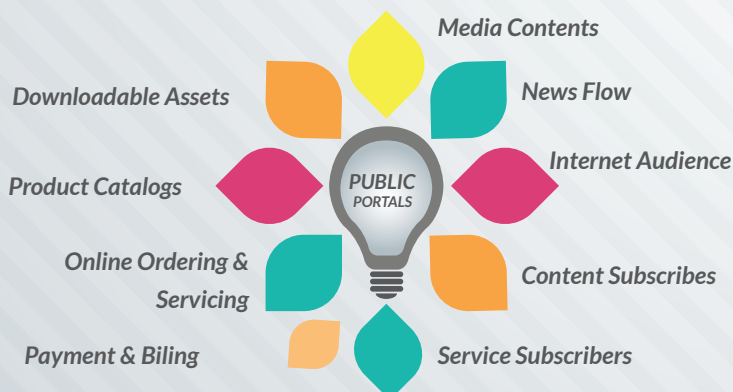 Media Contents
Downloadable Assets
News Flow
Internet Audience
Product Catalogs
PUBLIC
PORTALS
Online Ordering &
Servicing
Content Subscribes
Payment & Biling
Service Subscribers